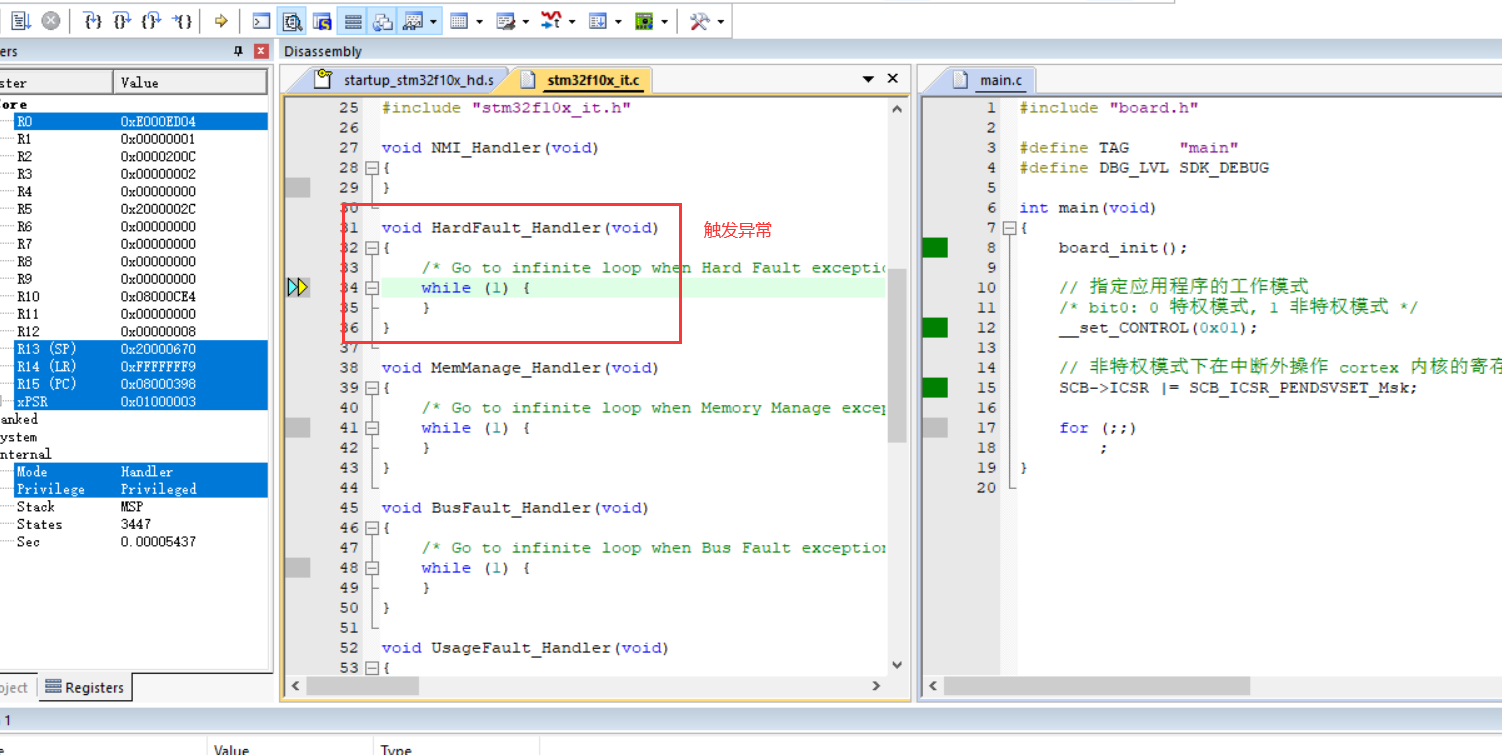 ers
Disassembly
ster Value
ore
R0 0xE000ED04
R1 0x00000001
R2 0x0000200C
R3 0x00000002
R4 0x00000000
R5 0x2000002C
R6 0x00000000
R7 0x00000000
R8 0x00000000
R9 0x00000000
R10 0x08000CE4
R11 0x00000000
R12 0x00000008
R13 (SP) 0x20000670
R14 (LR) 0xFFFFFFF9
R15 (PC) 0x08000398
xPSR 0x01000003
anked
ystem
nternal
Mode Handler
Privilege Privileged
Stack MSP
States 3447
Sec 0.00005437
oject Registers
startup_stm32f10x_hd.s stm32f10x_it.c
25 #include "stm32f10x_it.h"
26
27 void NMI_Handler(void)
28 {
29 }
30
31 void HardFault_Handler(void)
触发异常
32 {
33 /* Go to infinite loop when Hard Fault exceptio
34 while (1) {
35 }
36 }
37
38 void MemManage_Handler(void)
39 {
40 /* Go to infinite loop when Memory Manage excep
41 while (1) {
42 }
43 }
44
45 void BusFault_Handler(void)
46 {
47 /* Go to infinite loop when Bus Fault exception
48 while (1) {
49 }
50 }
51
52 void UsageFault_Handler(void)
53 {
main.c
1 #include "board.h"
2
3 #define TAG "main"
4 #define DBG_LVL SDK_DEBUG
5
6 int main(void)
7 {
8 board_init();
9
10 // 指定应用程序的工作模式
11 /* bit0: 0 特权模式, 1 非特权模式 */
12 __set_CONTROL(0x01);
13
14 // 非特权模式下在中断外操作 cortex 内核的寄存
15 SCB->ICSR |= SCB_ICSR_PENDSVSET_Msk;
16
17 for (;;)
18 ;
19 }
20
1
e Value Type